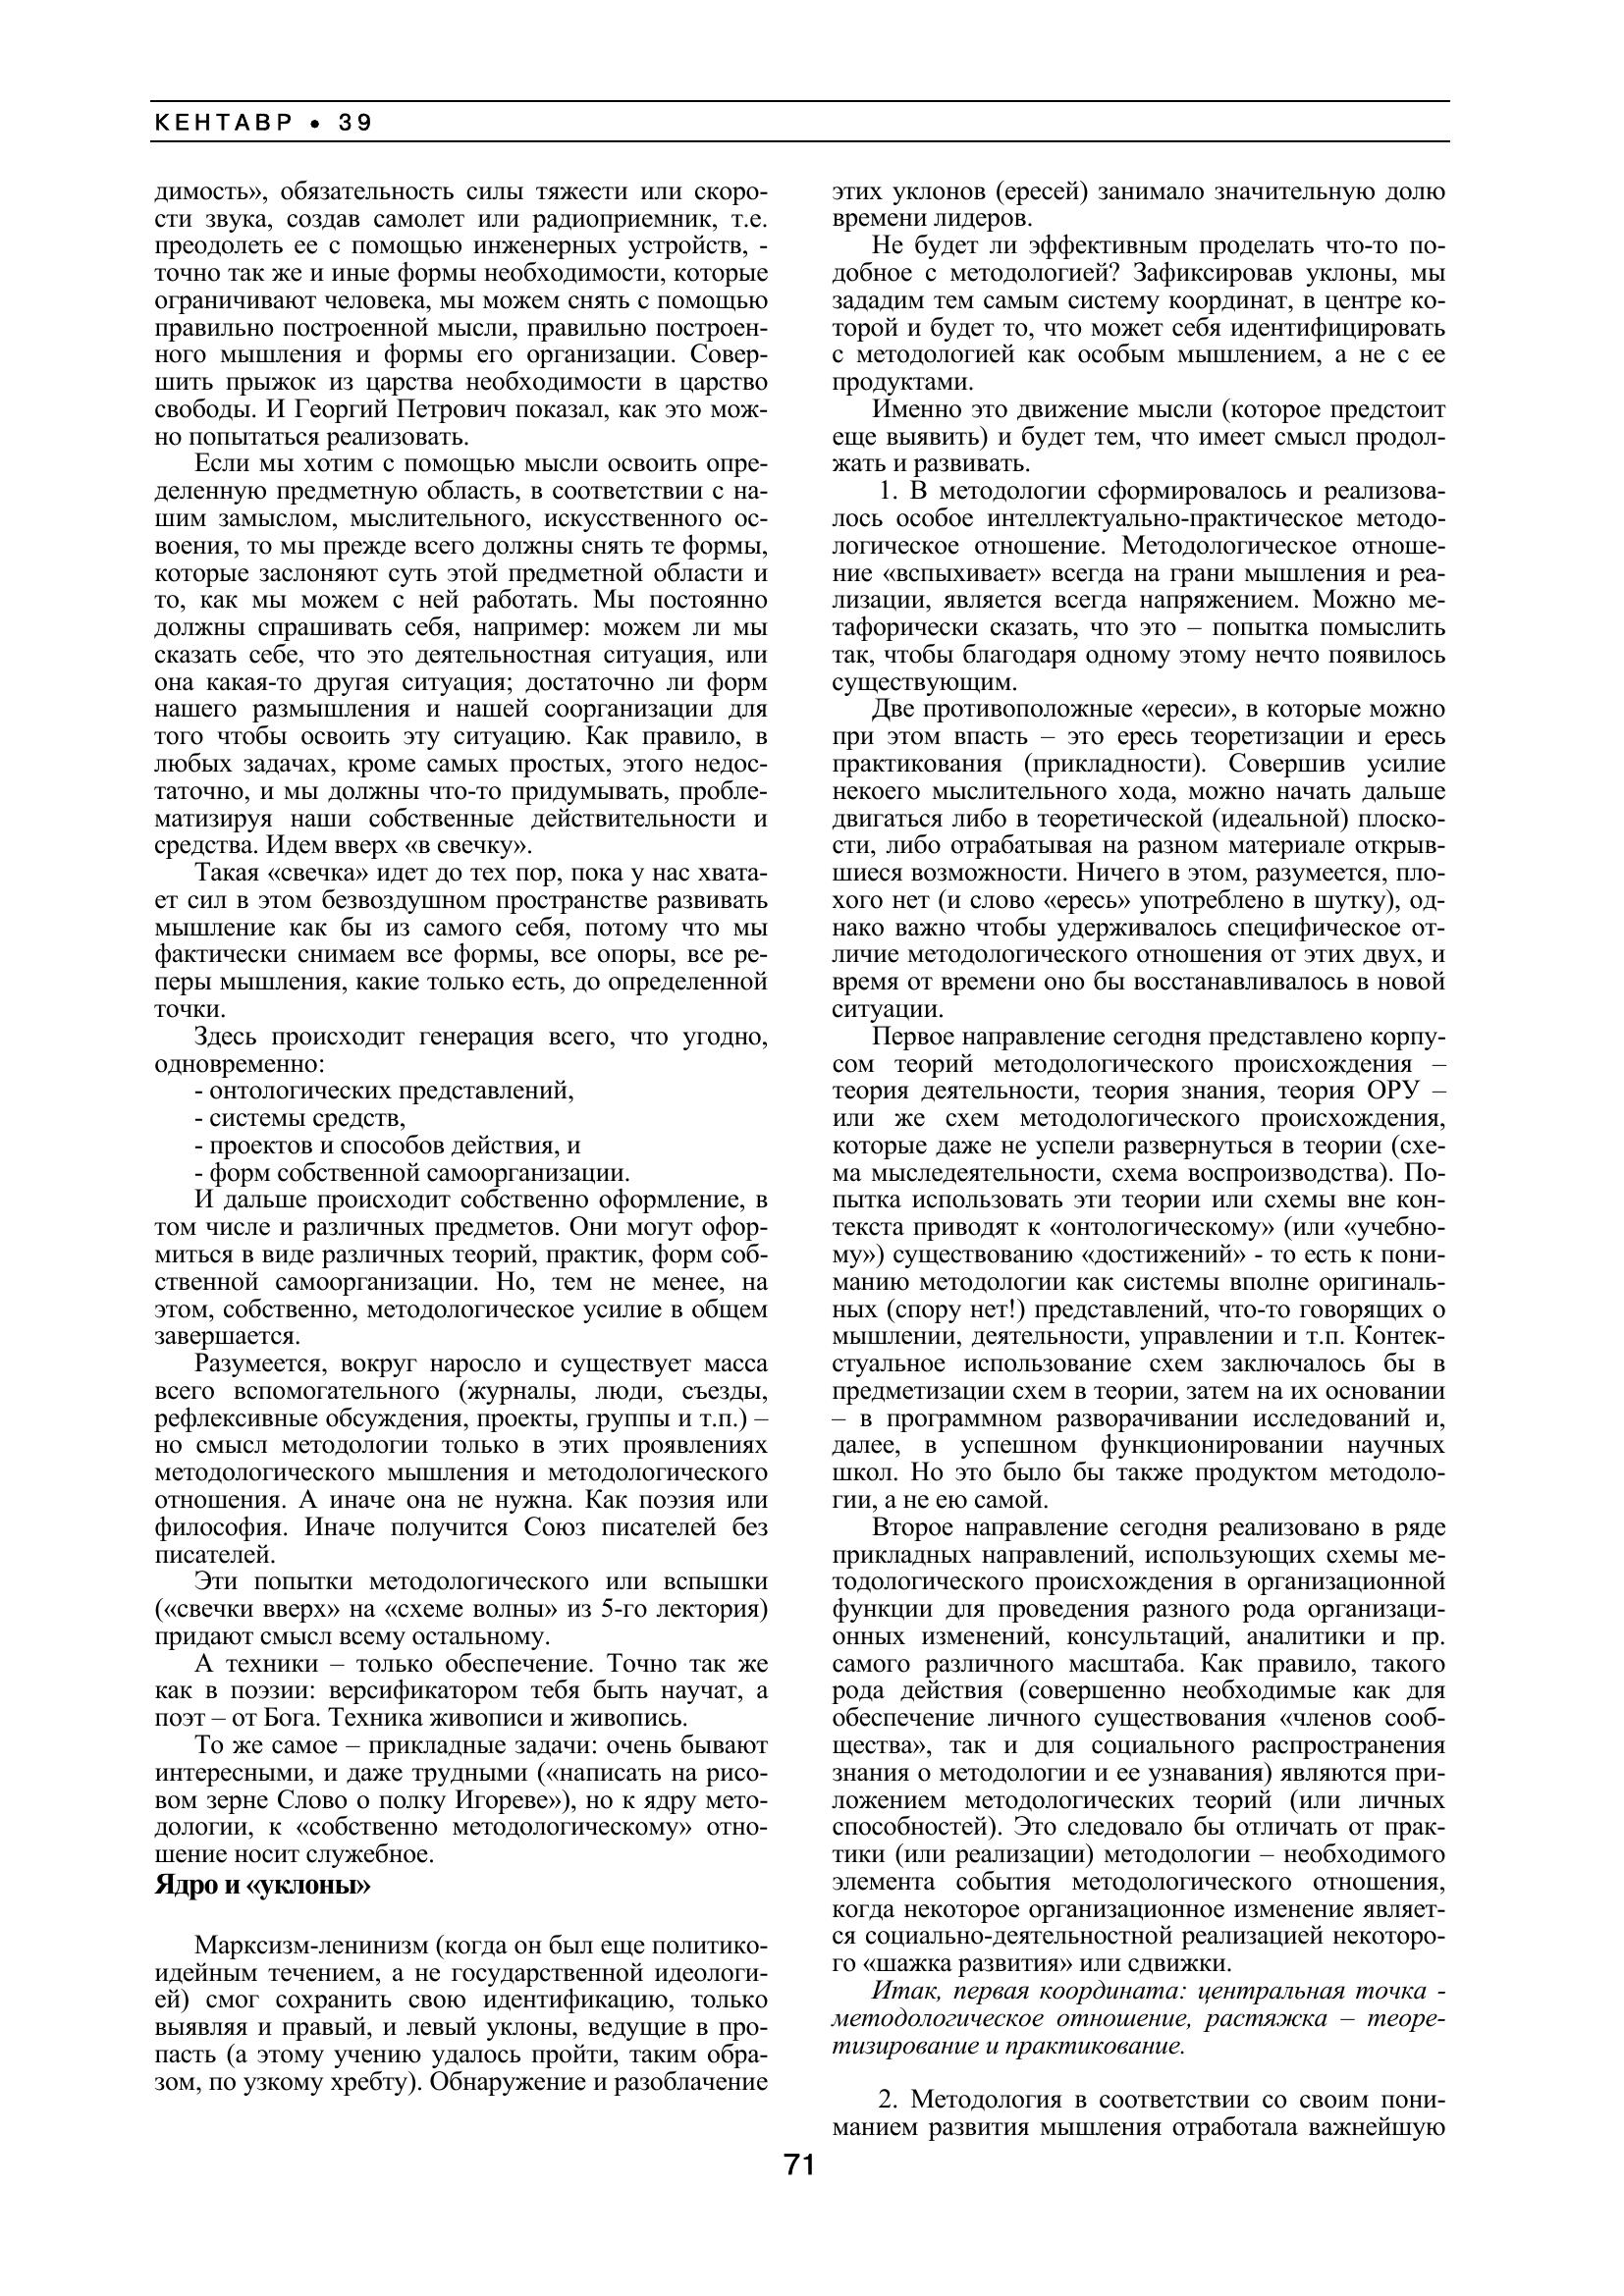 КЕНТАВР • 39
димость», обязательность силы тяжести или скоро-
сти звука, создав самолет или радиоприемник, т.е.
преодолеть ее с помощью инженерных устройств, -
точно так же и иные формы необходимости, которые
ограничивают человека, мы можем снять с помощью
правильно построенной мысли, правильно построен-
ного мышления и формы его организации. Совер-
шить прыжок из царства необходимости в царство
свободы. И Георгий Петрович показал, как это мож-
но попытаться реализовать.
Если мы хотим с помощью мысли освоить опре-
деленную предметную область, в соответствии с на-
шим замыслом, мыслительного, искусственного ос-
воения, то мы прежде всего должны снять те формы,
которые заслоняют суть этой предметной области и
то, как мы можем с ней работать. Мы постоянно
должны спрашивать себя, например: можем ли мы
сказать себе, что это деятельностная ситуация, или
она какая-то другая ситуация; достаточно ли форм
нашего размышления и нашей соорганизации для
того чтобы освоить эту ситуацию. Как правило, в
любых задачах, кроме самых простых, этого недос-
таточно, и мы должны что-то придумывать, пробле-
матизируя наши собственные действительности и
средства. Идем вверх «в свечку».
Такая «свечка» идет до тех пор, пока у нас хвата-
ет сил в этом безвоздушном пространстве развивать
мышление как бы из самого себя, потому что мы
фактически снимаем все формы, все опоры, все ре-
перы мышления, какие только есть, до определенной
точки.
Здесь происходит генерация всего, что угодно,
одновременно:
- онтологических представлений,
- системы средств,
- проектов и способов действия, и
- форм собственной самоорганизации.
И дальше происходит собственно оформление, в
том числе и различных предметов. Они могут офор-
миться в виде различных теорий, практик, форм соб-
ственной самоорганизации. Но, тем не менее, на
этом, собственно, методологическое усилие в общем
завершается.
Разумеется, вокруг наросло и существует масса
всего вспомогательного (журналы, люди, съезды,
рефлексивные обсуждения, проекты, группы и т.п.) –
но смысл методологии только в этих проявлениях
методологического мышления и методологического
отношения. А иначе она не нужна. Как поэзия или
философия. Иначе получится Союз писателей без
писателей.
Эти попытки методологического или вспышки
(«свечки вверх» на «схеме волны» из 5-го лектория)
придают смысл всему остальному.
А техники – только обеспечение. Точно так же
как в поэзии: версификатором тебя быть научат, а
поэт – от Бога. Техника живописи и живопись.
То же самое – прикладные задачи: очень бывают
интересными, и даже трудными («написать на рисо-
вом зерне Слово о полку Игореве»), но к ядру мето-
дологии, к «собственно методологическому» отно-
шение носит служебное.
Ядро и «уклоны»
Марксизм-ленинизм (когда он был еще политико-
идейным течением, а не государственной идеологи-
ей) смог сохранить свою идентификацию, только
выявляя и правый, и левый уклоны, ведущие в про-
пасть (а этому учению удалось пройти, таким обра-
зом, по узкому хребту). Обнаружение и разоблачение
этих уклонов (ересей) занимало значительную долю
времени лидеров.
Не будет ли эффективным проделать что-то по-
добное с методологией? Зафиксировав уклоны, мы
зададим тем самым систему координат, в центре ко-
торой и будет то, что может себя идентифицировать
с методологией как особым мышлением, а не с ее
продуктами.
Именно это движение мысли (которое предстоит
еще выявить) и будет тем, что имеет смысл продол-
жать и развивать.
1. В методологии сформировалось и реализова-
лось особое интеллектуально-практическое методо-
логическое отношение. Методологическое отноше-
ние «вспыхивает» всегда на грани мышления и реа-
лизации, является всегда напряжением. Можно ме-
тафорически сказать, что это – попытка помыслить
так, чтобы благодаря одному этому нечто появилось
существующим.
Две противоположные «ереси», в которые можно
при этом впасть – это ересь теоретизации и ересь
практикования (прикладности). Совершив усилие
некоего мыслительного хода, можно начать дальше
двигаться либо в теоретической (идеальной) плоско-
сти, либо отрабатывая на разном материале открыв-
шиеся возможности. Ничего в этом, разумеется, пло-
хого нет (и слово «ересь» употреблено в шутку), од-
нако важно чтобы удерживалось специфическое от-
личие методологического отношения от этих двух, и
время от времени оно бы восстанавливалось в новой
ситуации.
Первое направление сегодня представлено корпу-
сом теорий методологического происхождения –
теория деятельности, теория знания, теория ОРУ –
или же схем методологического происхождения,
которые даже не успели развернуться в теории (схе-
ма мыследеятельности, схема воспроизводства). По-
пытка использовать эти теории или схемы вне кон-
текста приводят к «онтологическому» (или «учебно-
му») существованию «достижений» - то есть к пони-
манию методологии как системы вполне оригиналь-
ных (спору нет!) представлений, что-то говорящих о
мышлении, деятельности, управлении и т.п. Контек-
стуальное использование схем заключалось бы в
предметизации схем в теории, затем на их основании
– в программном разворачивании исследований и,
далее, в успешном функционировании научных
школ. Но это было бы также продуктом методоло-
гии, а не ею самой.
Второе направление сегодня реализовано в ряде
прикладных направлений, использующих схемы ме-
тодологического происхождения в организационной
функции для проведения разного рода организаци-
онных изменений, консультаций, аналитики и пр.
самого различного масштаба. Как правило, такого
рода действия (совершенно необходимые как для
обеспечение личного существования «членов сооб-
щества», так и для социального распространения
знания о методологии и ее узнавания) являются при-
ложением методологических теорий (или личных
способностей). Это следовало бы отличать от прак-
тики (или реализации) методологии – необходимого
элемента события методологического отношения,
когда некоторое организационное изменение являет-
ся социально-деятельностной реализацией некоторо-
го «шажка развития» или сдвижки.
Итак, первая координата: центральная точка -
методологическое отношение, растяжка – теоре-
тизирование и практикование.
2. Методология в соответствии со своим пони-
манием развития мышления отработала важнейшую
71